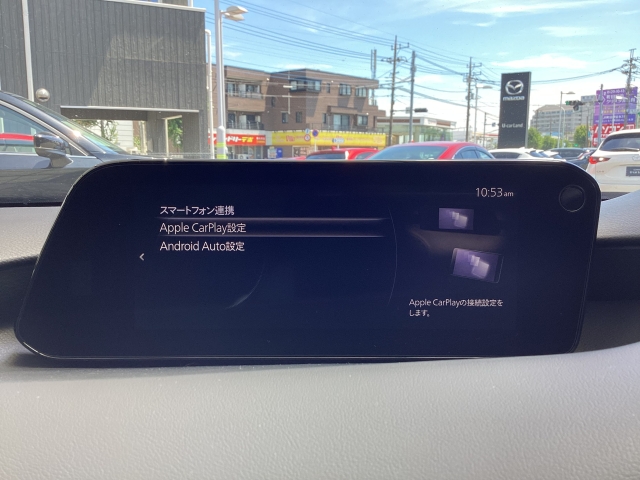 mazda
U-carland
10:53am
スマートフォン連携
Apple CarPlay設定
Android Auto設定
Apple CarPlayの接続設定を
します。